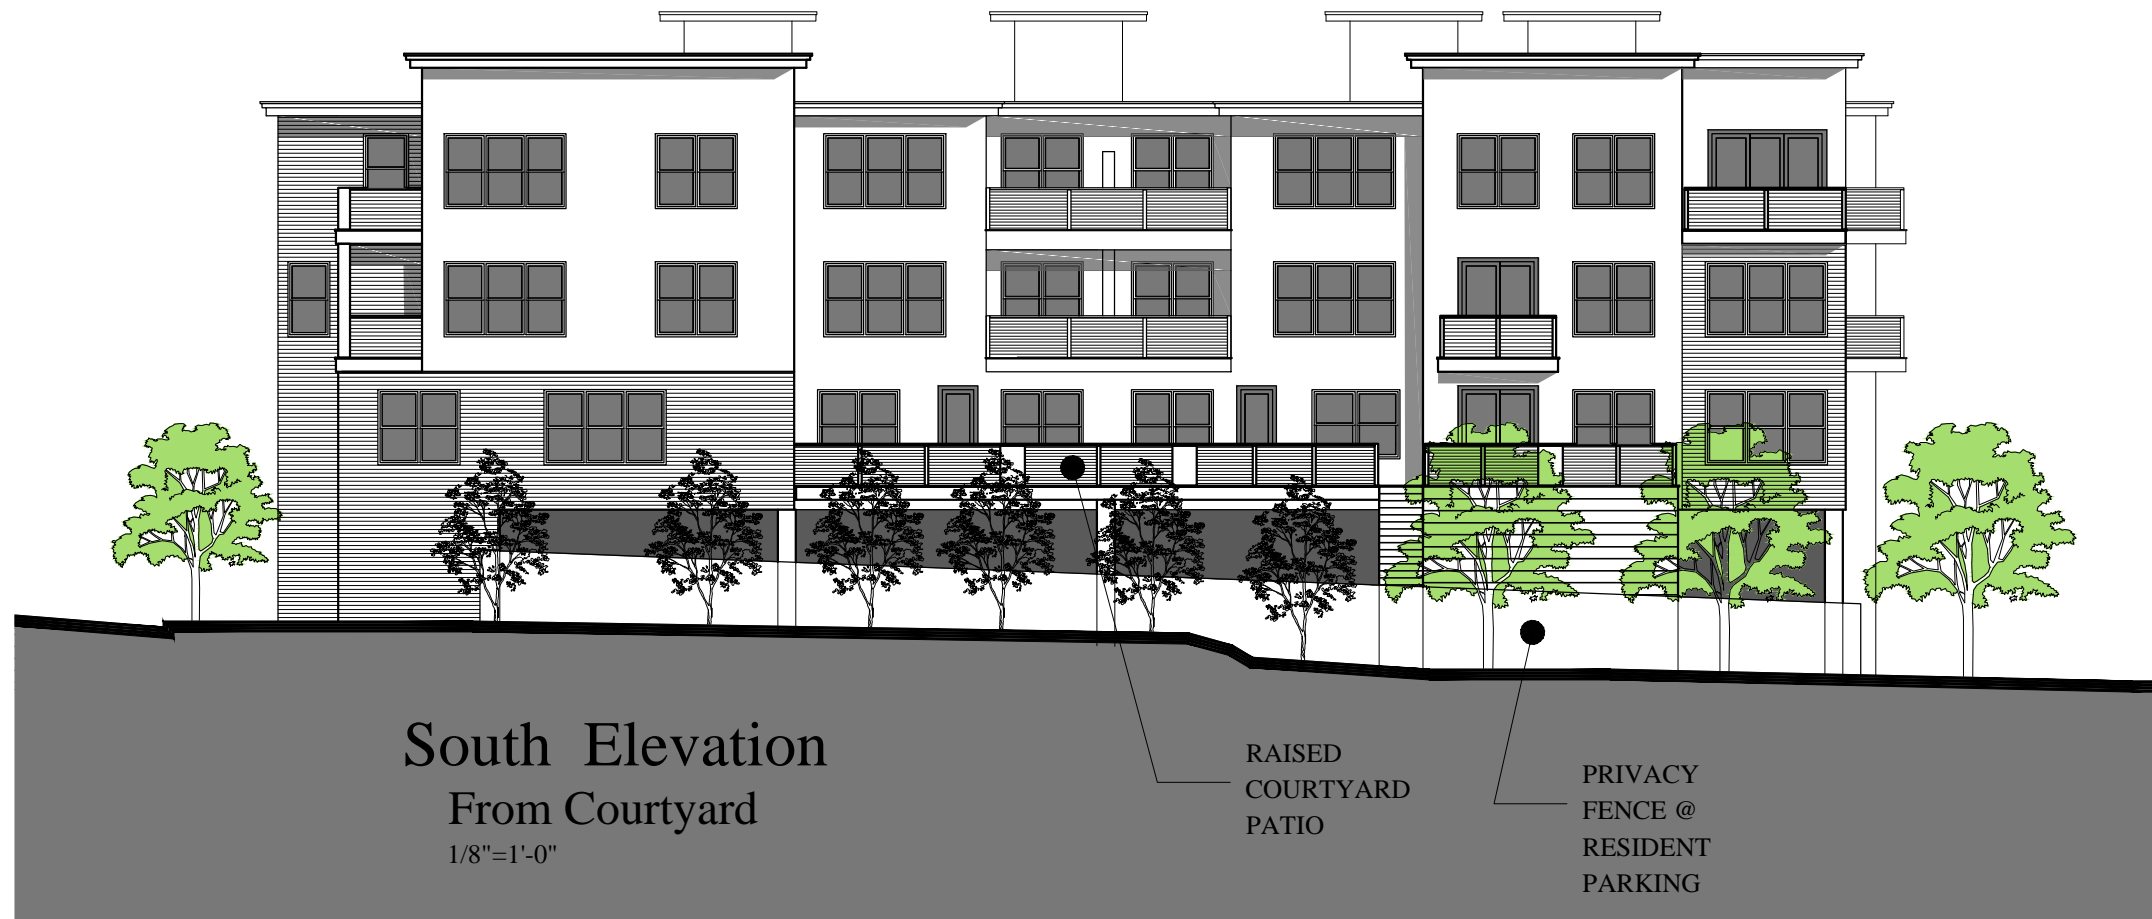 South Elevation
From Courtyard
1/8"=1'-0"
RAISED
COURTYARD
PATIO
PRIVACY
FENCE @
RESIDENT
PARKING